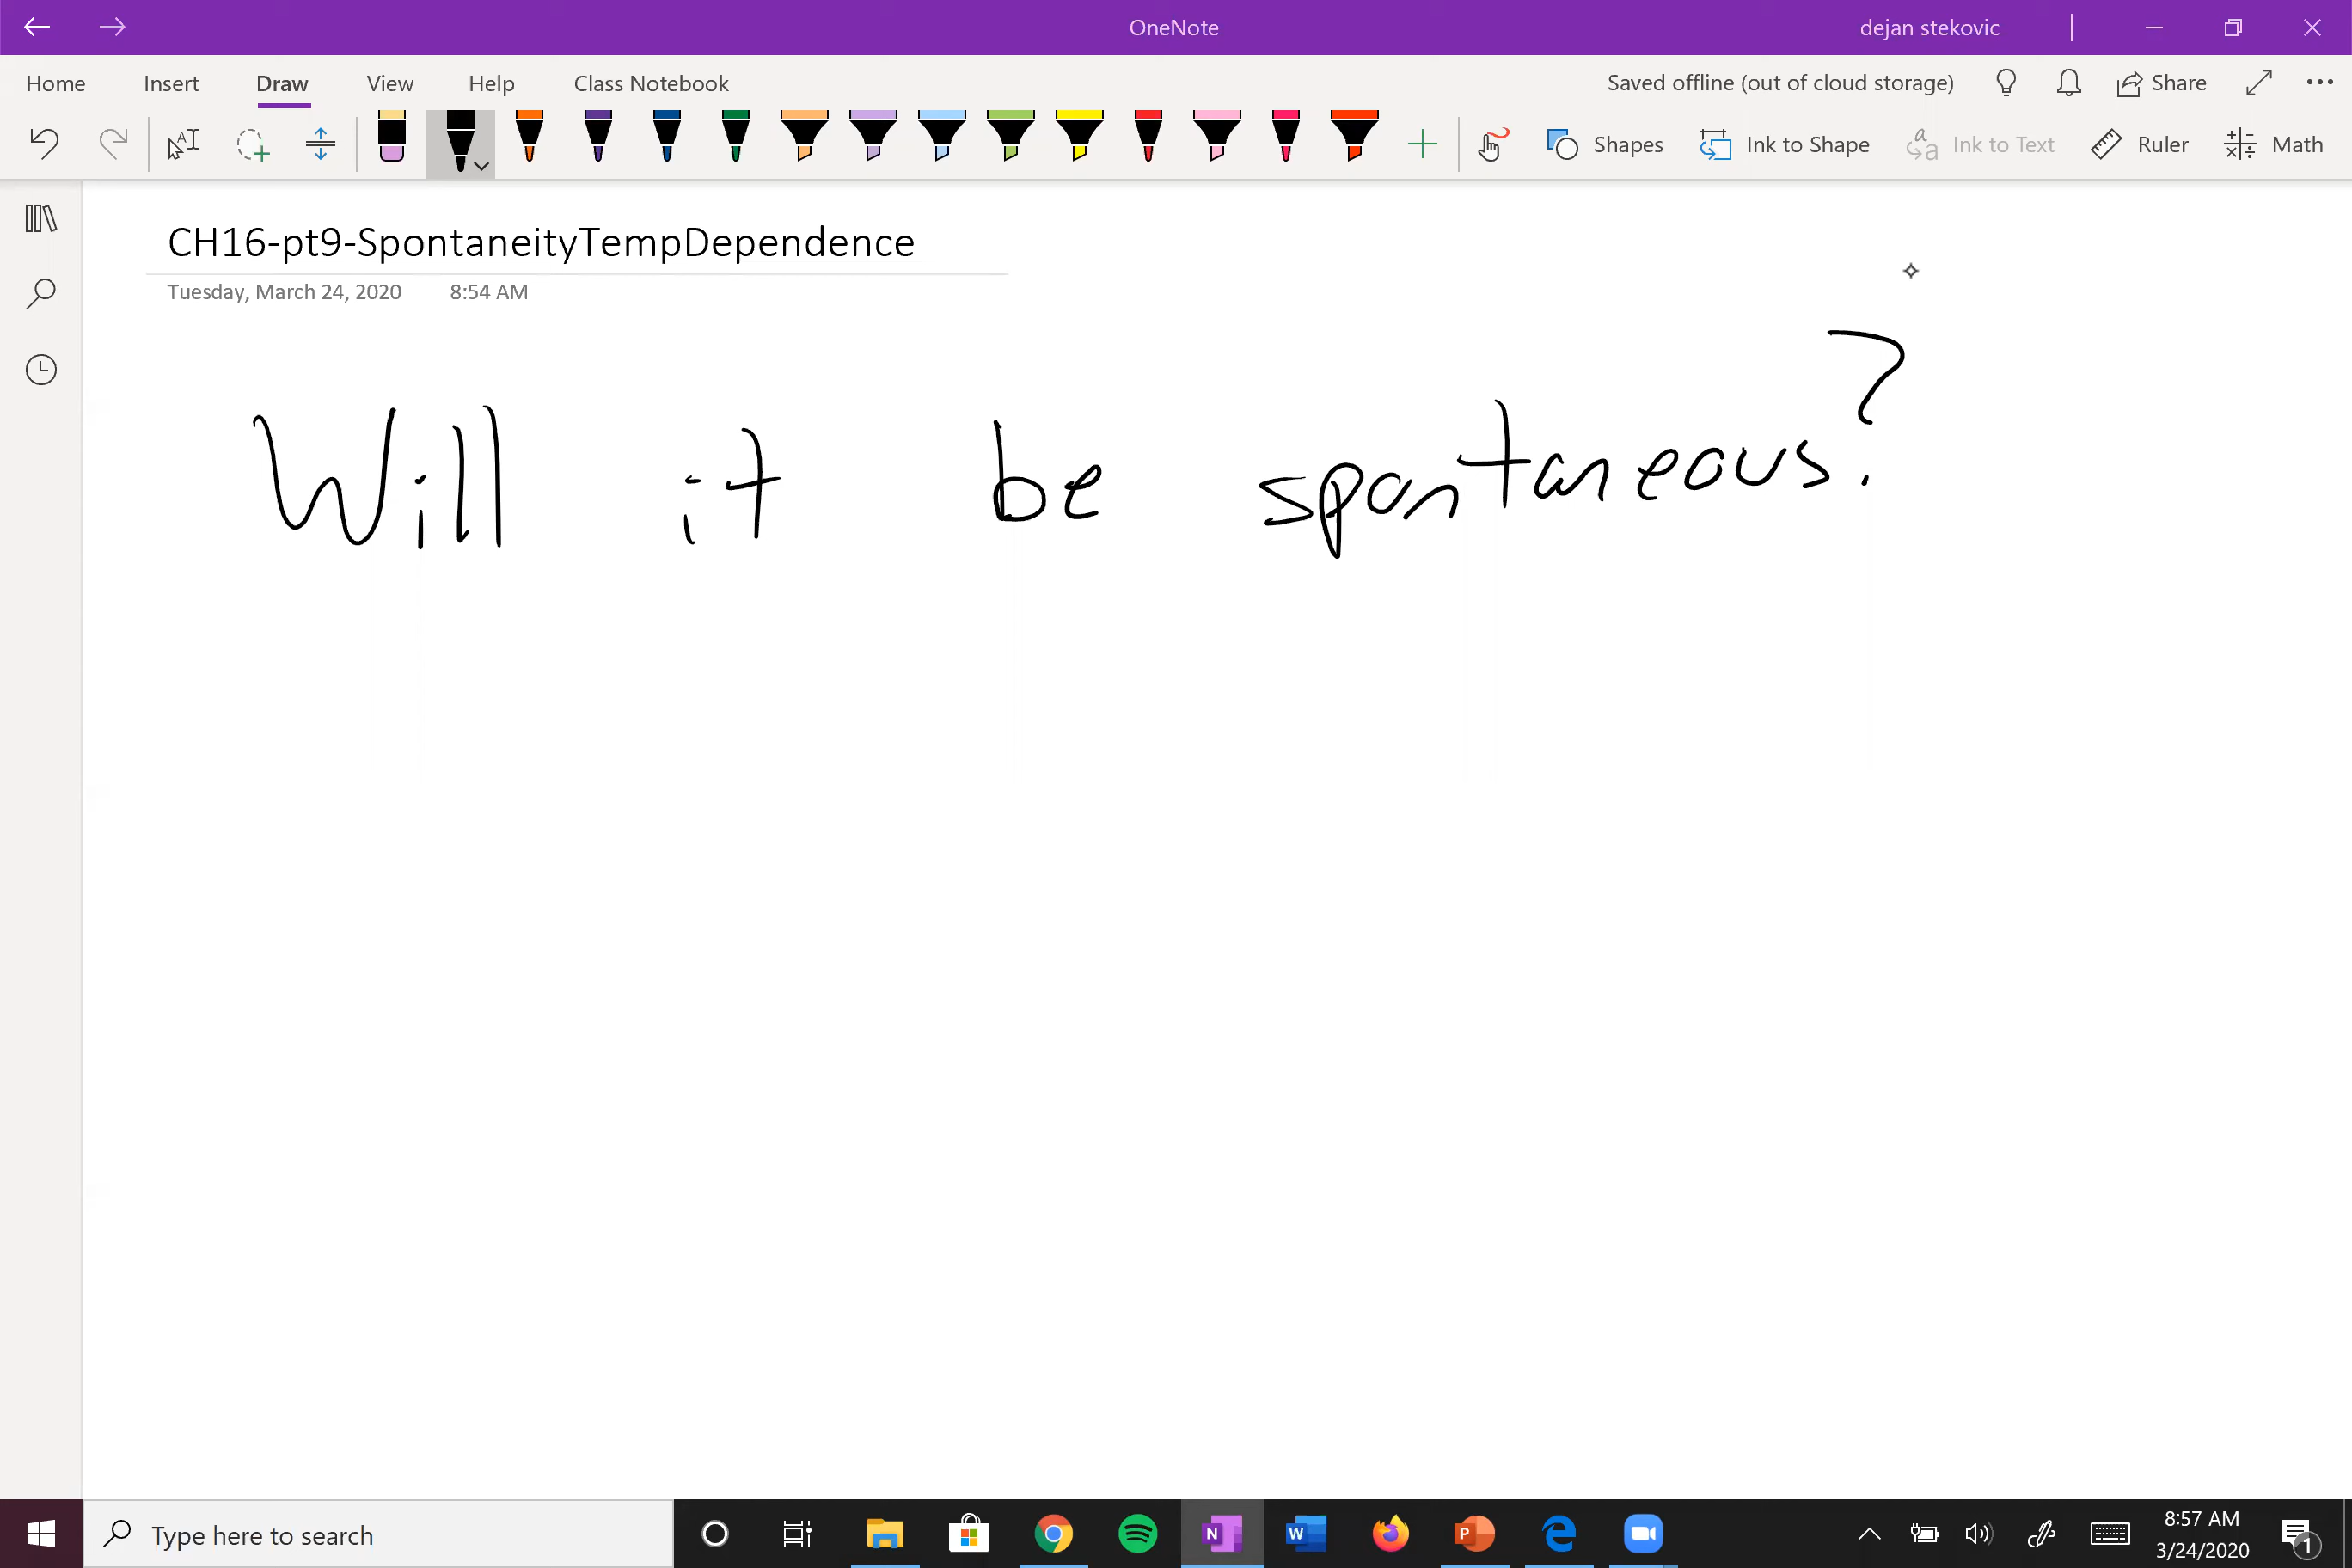 OneNote
dejan stekovic
Home Insert Draw View Help Class Notebook
Saved offline (out of cloud storage) Share
AI Shapes Ink to Shape a a Ink to Text Ruler Math
CH16-pt9-SpontaneityTempDependence
Tuesday, March 24, 2020 8:54 AM
Will it be spontaneous?
Type here to search
N W P
8:57 AM
3/24/2020
1